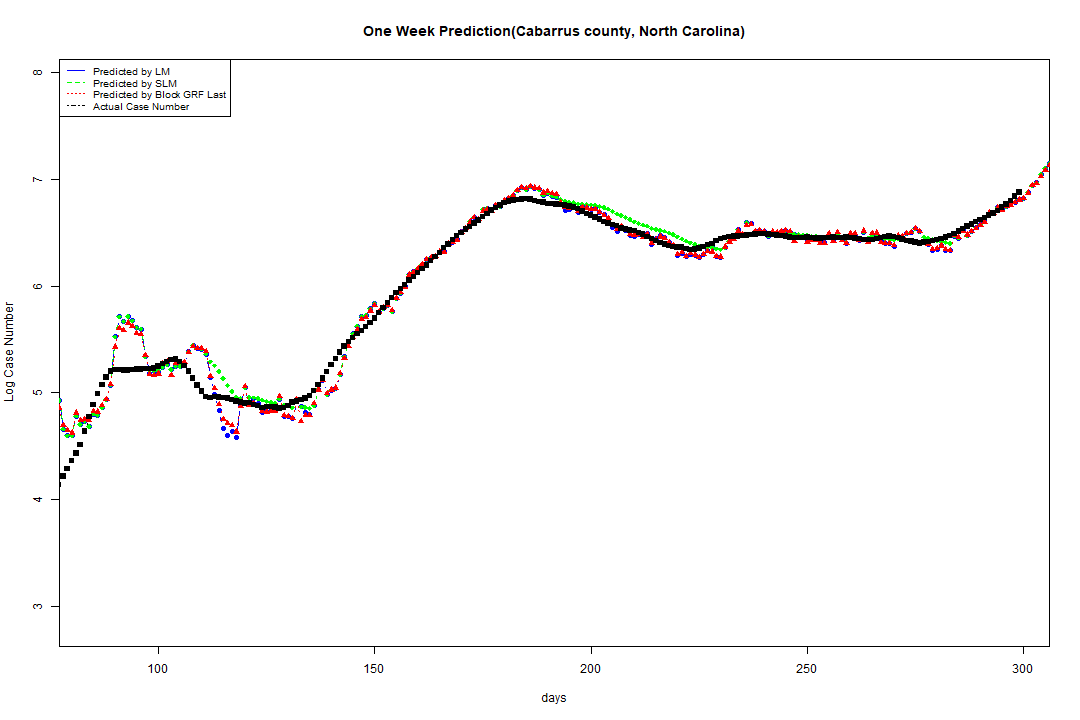 One Week Prediction(Cabarrus county, North Carolina)
Predicted by LM
Predicted by SLM
Predicted by Block GRF Last
Actual Case Number
8
7
6
5
4
3
Log Case Number
100 150 200 250 300
days